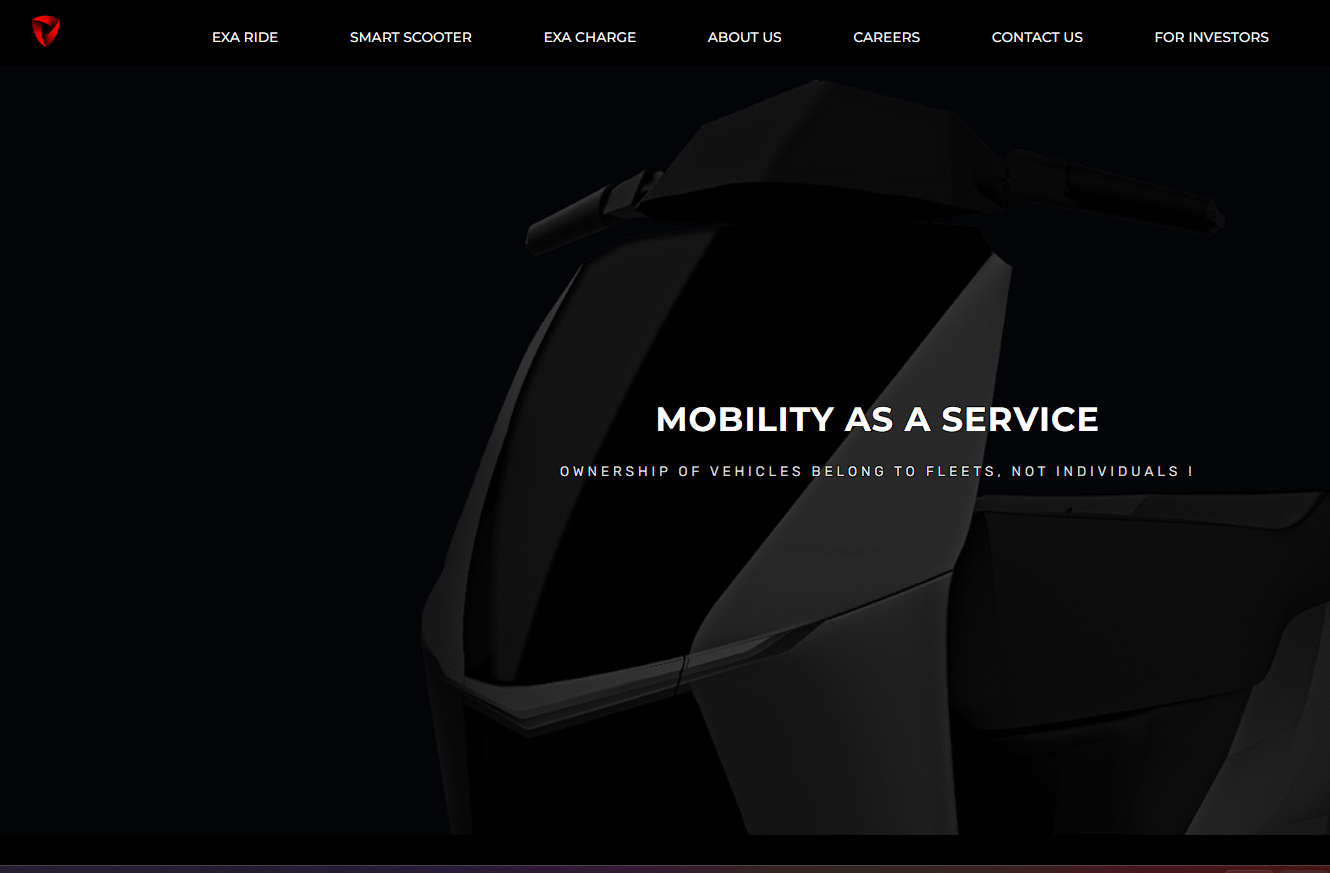 EXA RIDE SMART SCOOTER EXA CHARGE ABOUT US CAREERS CONTACT US FOR INVESTORS
MOBILITY AS A SERVICE
OWNERSHIP OF VEHICLES BELONG TO FLEETS, NOT INDIVIDUALS !